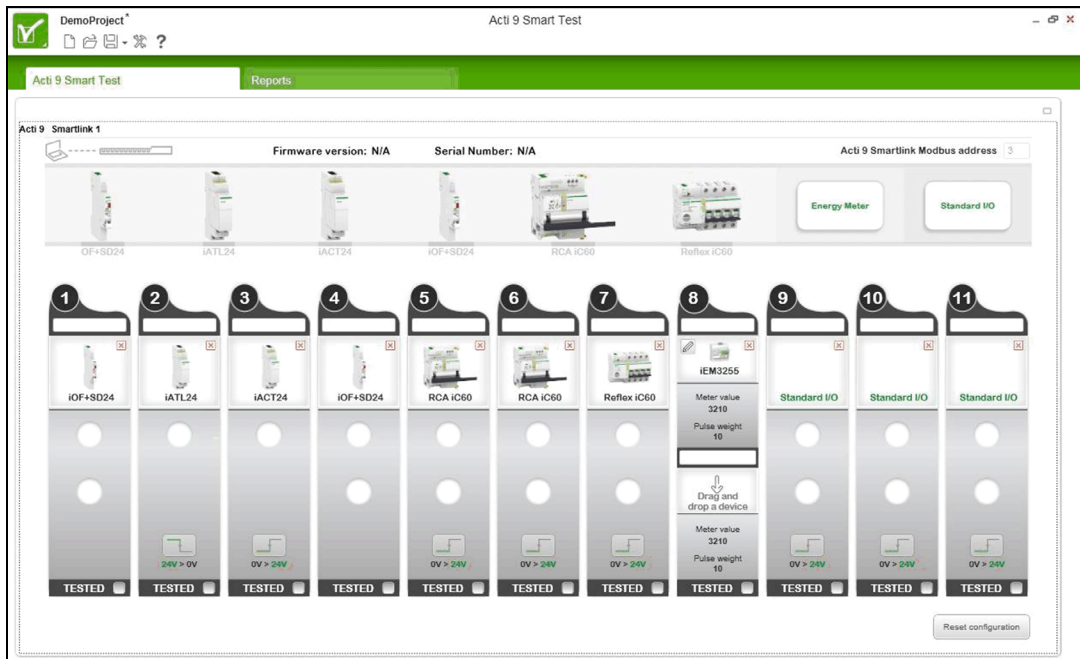 DemoProject*
Acti 9 Smart Test
Acti 9 Smart Test
Reports
Acti 9 Smartlink 1
Firmware version: N/A Serial Number: N/A Acti 9 Smartlink Modbus address 3
OF+SD24 iATL24 iACT24 iOF+SD24 RCA iC60 Reflex iC60 Energy Meter Standard I/O
1 2 3 4 5 6 7 8 9 10 11
iOF+SD24 iATL24 iACT24 iOF+SD24 RCA iC60 RCA iC60 Reflex iC60 iEM3255 Standard I/O Standard I/O Standard I/O
Meter value
3210
Pulse weight
10
Drag and
drop a device
Meter value
3210
Pulse weight
10
24V > 0V 0V > 24V 0V > 24V 0V > 24V 0V > 24V 0V > 24V 0V > 24V 0V > 24V
TESTED TESTED TESTED TESTED TESTED TESTED TESTED TESTED TESTED TESTED TESTED
Reset configuration